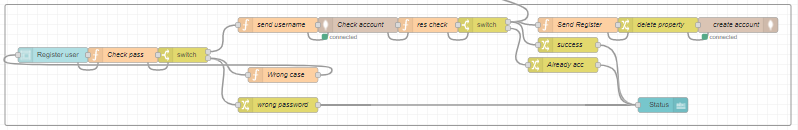 send username
Check account
res check
switch
Send Register
delete property
create account
connected
connected
success
Register user
Check pass
switch
Already acc
Wrong case
wrong password
Status